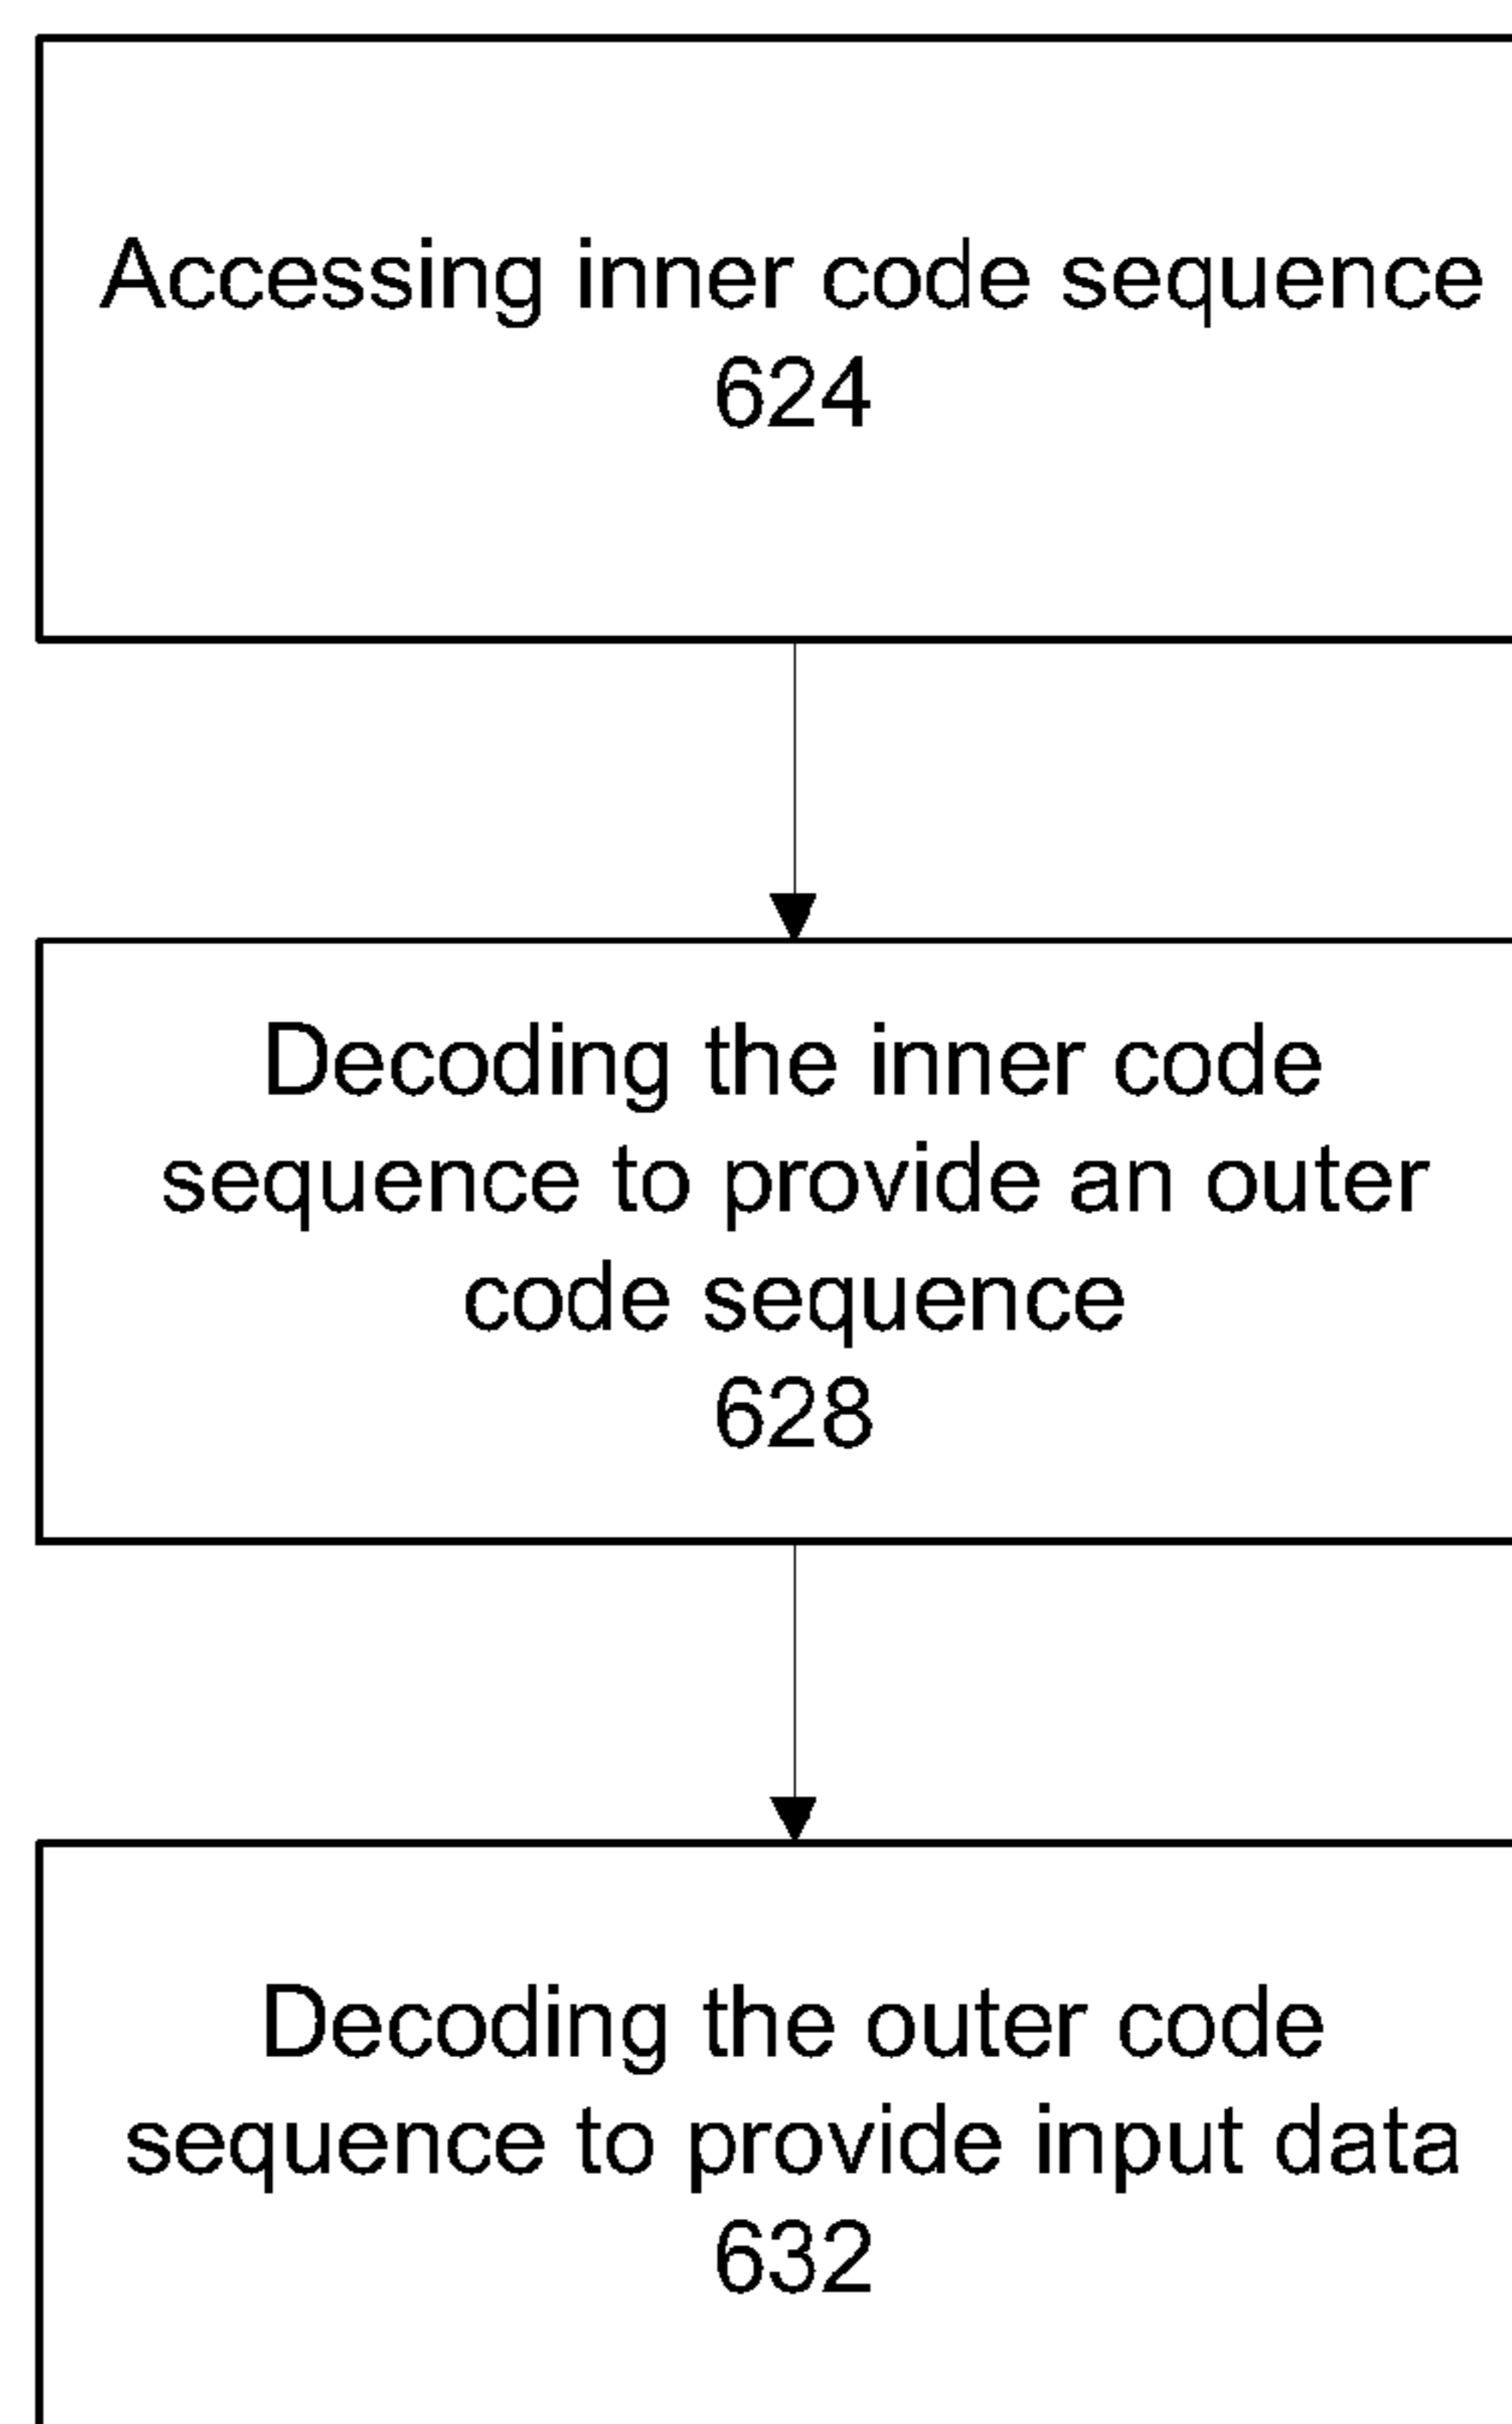 Accessing inner code sequence
624
Decoding the inner code
sequence to provide an outer
code sequence
628
Decoding the outer code
sequence to provide input data
632